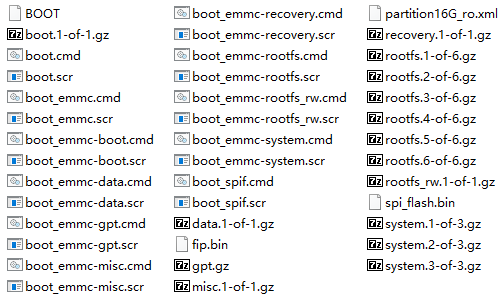 BOOT
boot.1-of-1.gz
boot.cmd
boot.scr
boot_emmc.cmd
boot_emmc.scr
boot_emmc-boot.cmd
boot_emmc-boot.scr
boot_emmc-data.cmd
boot_emmc-data.scr
boot_emmc-gpt.cmd
boot_emmc-gpt.scr
boot_emmc-misc.cmd
boot_emmc-misc.scr
boot_emmc-recovery.cmd
boot_emmc-recovery.scr
boot_emmc-rootfs.cmd
boot_emmc-rootfs.scr
boot_emmc-rootfs_rw.cmd
boot_emmc-rootfs_rw.scr
boot_emmc-system.cmd
boot_emmc-system.scr
boot_spif.cmd
boot_spif.scr
data.1-of-1.gz
fip.bin
gpt.gz
misc.1-of-1.gz
partition16G_ro.xml
recovery.1-of-1.gz
rootfs.1-of-6.gz
rootfs.2-of-6.gz
rootfs.3-of-6.gz
rootfs.4-of-6.gz
rootfs.5-of-6.gz
rootfs.6-of-6.gz
rootfs_rw.1-of-1.gz
spi_flash.bin
system.1-of-3.gz
system.2-of-3.gz
system.3-of-3.gz